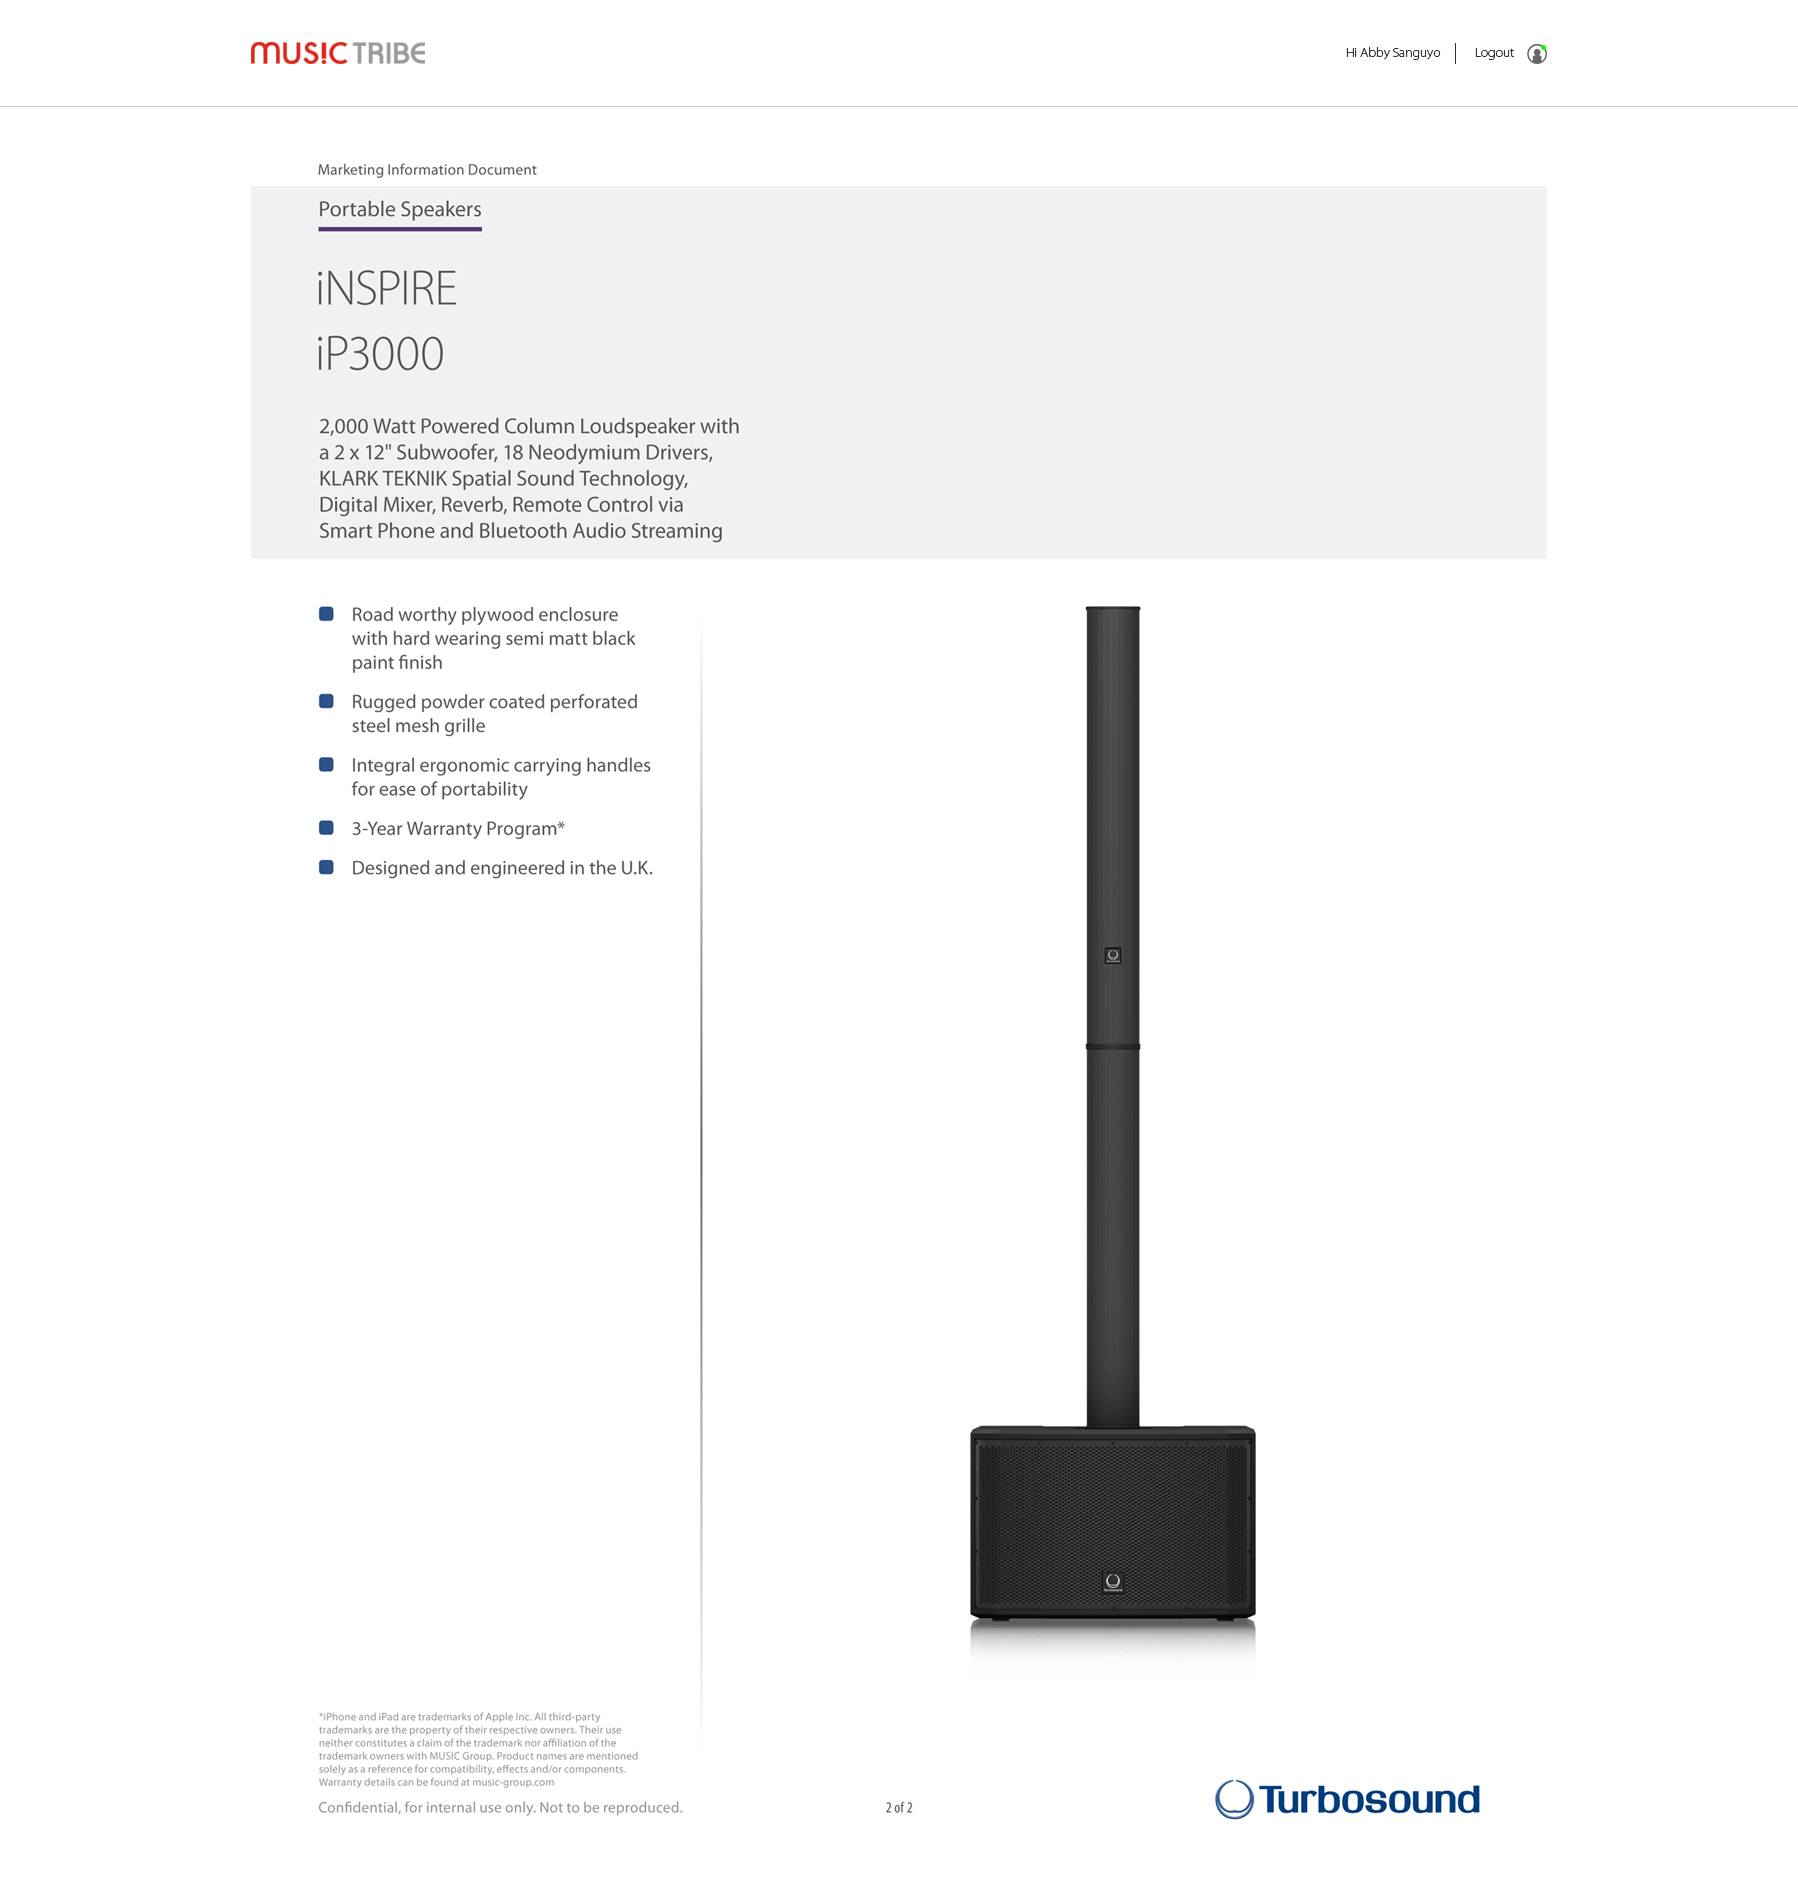 MUSIC TRIBE
Hi Abby Sanguyo
Logout
Marketing Information Document
Portable Speakers
iNSPIRE
iP3000
2,000 Watt Powered Column Loudspeaker with
a 2 x 12" Subwoofer, 18 Neodymium Drivers,
KLARK TEKNIK Spatial Sound Technology,
Digital Mixer, Reverb, Remote Control via
Smart Phone and Bluetooth Audio Streaming
Road worthy plywood enclosure
with hard wearing semi matt black
paint finish
Rugged powder coated perforated
steel mesh grille
Integral ergonomic carrying handles
for ease of portability
3-Year Warranty Program*
Designed and engineered in the U.K.
*iPhone and iPad are trademarks of Apple Inc. All third-party
trademarks are the property of their respective owners. Their use
neither constitutes a claim of the trademark nor affiliation of the
trademark owners with MUSIC Group. Product names are mentioned
solely as a reference for compatibility, effects and/or components.
Warranty details can be found at music-group.com
Confidential, for internal use only. Not to be reproduced.
2 of 2
Turbosound